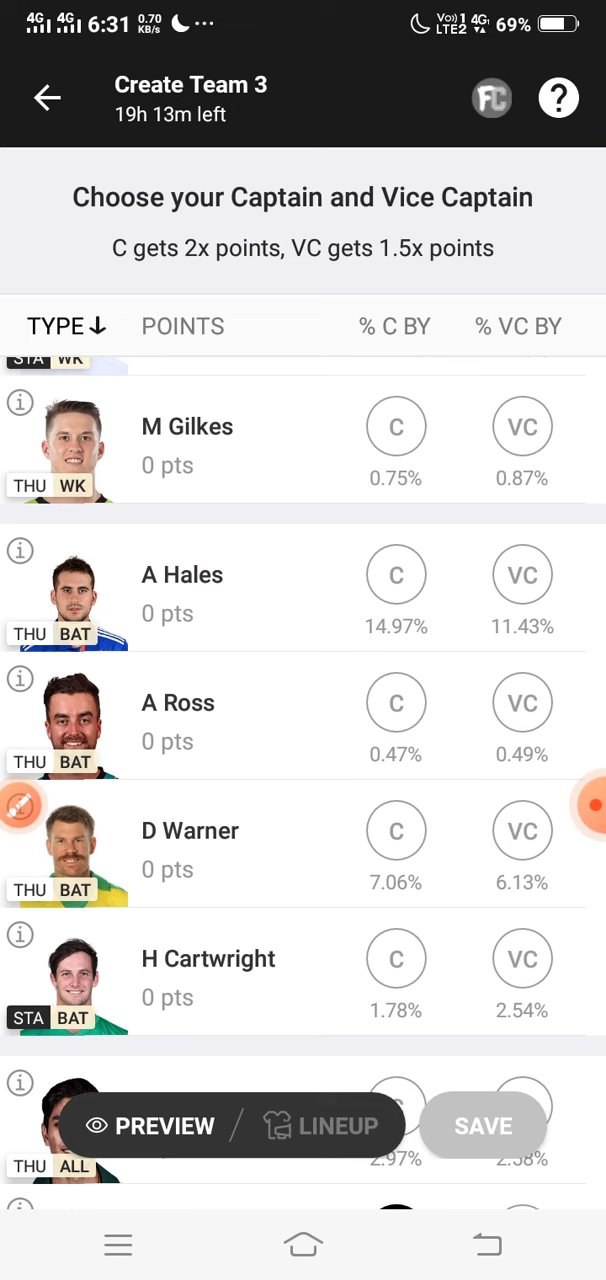 4G 4G 6:31 0.70 KB/s ... Vo)) 1 LTE2 4G 69%
Create Team 3
19h 13m left
FC ?
Choose your Captain and Vice Captain
C gets 2x points, VC gets 1.5x points
TYPE POINTS % C BY % VC BY
STA WK
M Gilkes C VC
0 pts 0.75% 0.87%
THU WK
A Hales C VC
0 pts 14.97% 11.43%
THU BAT
A Ross C VC
0 pts 0.47% 0.49%
THU BAT
D Warner C VC
0 pts 7.06% 6.13%
THU BAT
H Cartwright C VC
0 pts 1.78% 2.54%
STA BAT
PREVIEW / LINEUP SAVE
2.97% 2.38%
THU ALL